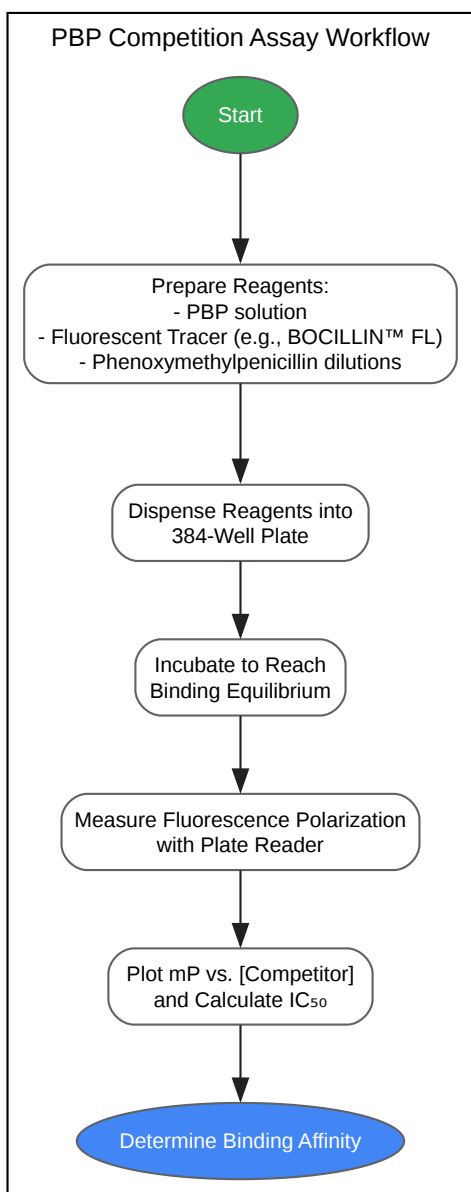 PBP Competition Assay Workflow
Start
Prepare Reagents:
- PBP solution
- Fluorescent Tracer (e.g., BOCILLIN™ FL)
- Phenoxymethylpenicillin dilutions
Dispense Reagents into
384-Well Plate
Incubate to Reach
Binding Equilibrium
Measure Fluorescence Polarization
with Plate Reader
Plot mP vs. [Competitor]
and Calculate IC₅₀
Determine Binding Affinity